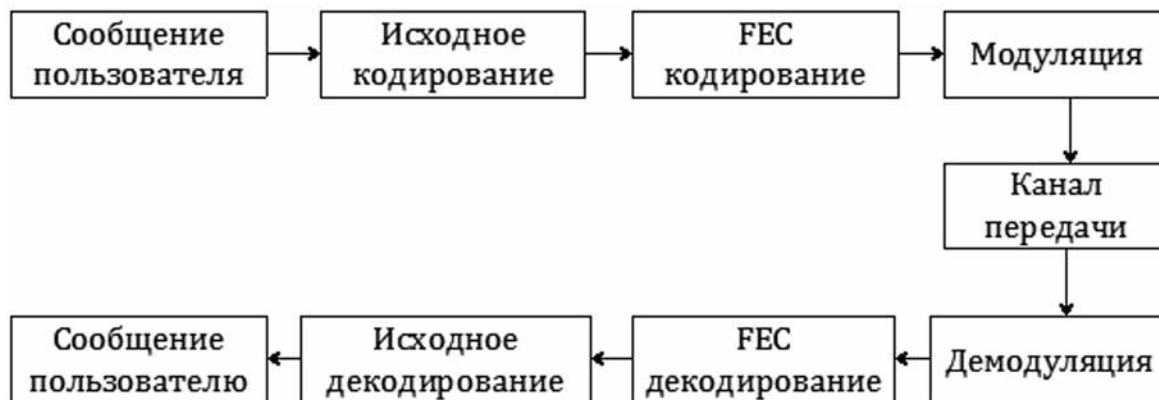 Сообщение
пользователя
Исходное
кодирование
FEC
кодирование
Модуляция
Канал
передачи
Сообщение
пользователю
Исходное
декодирование
FEC
декодирование
Демодуляция